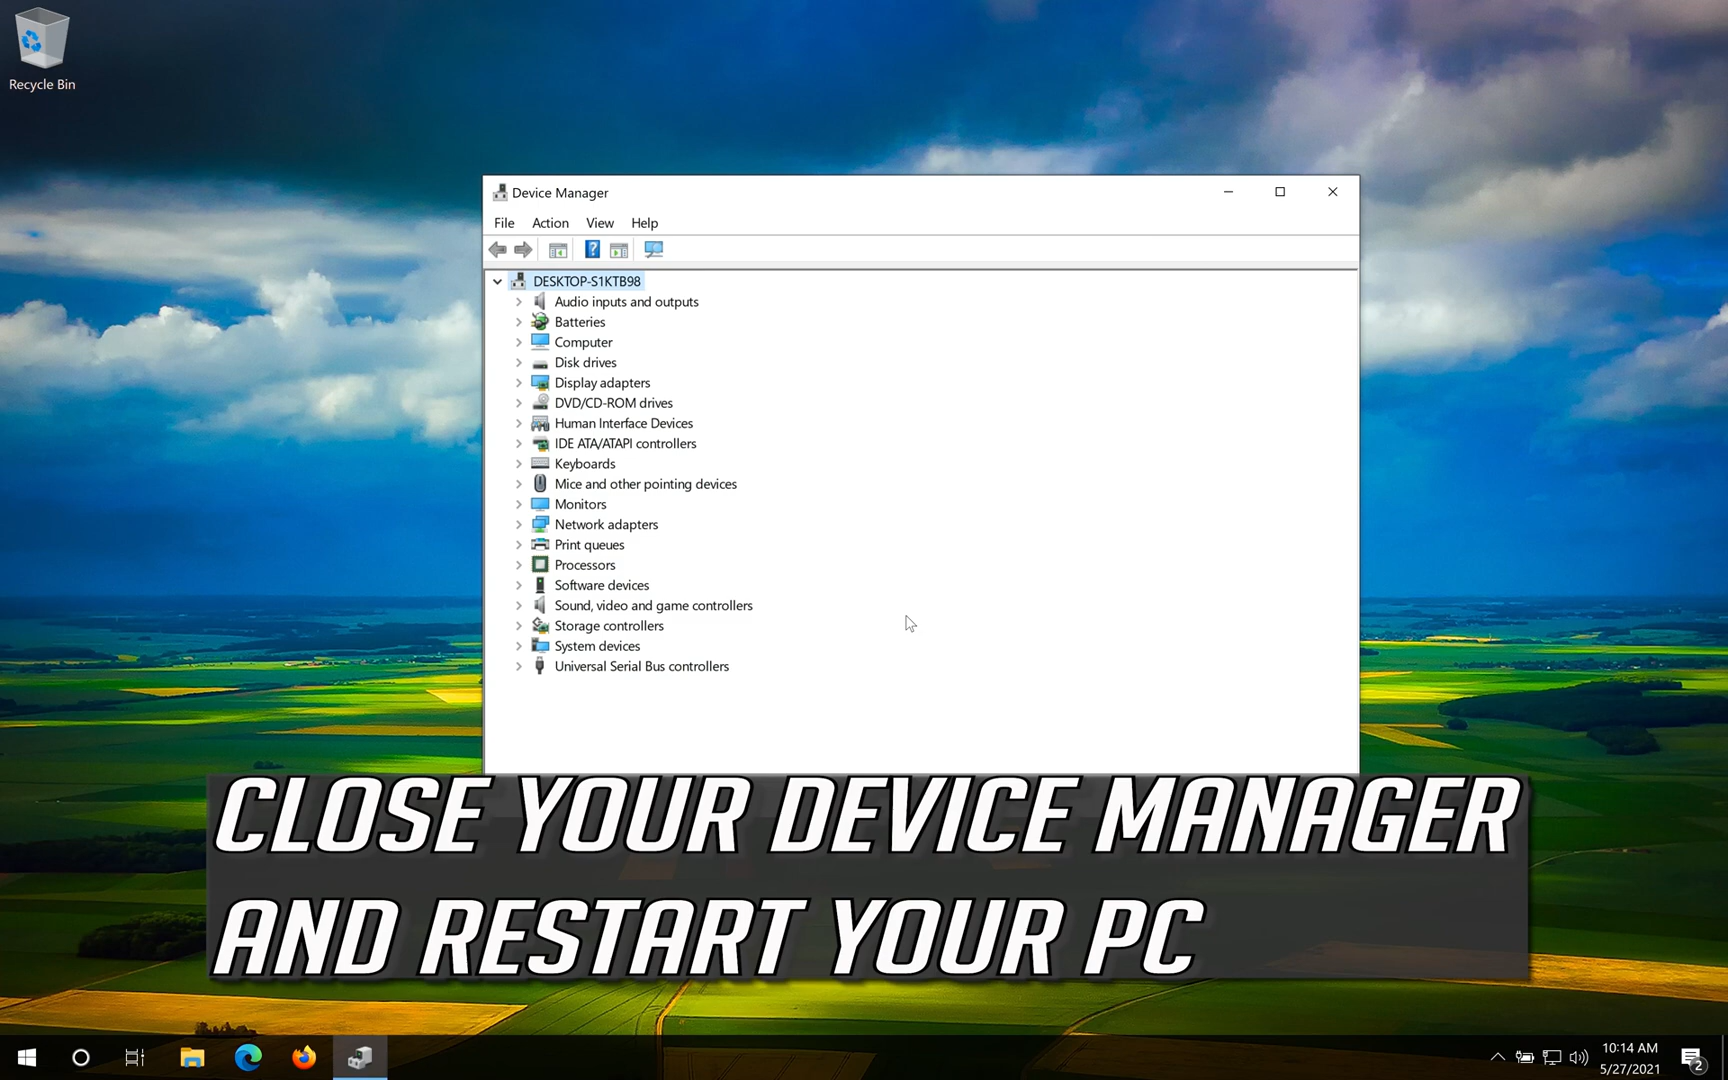 Recycle Bin
Device Manager
File Action View Help
DESKTOP-S1KTB98
Audio inputs and outputs
Batteries
Computer
Disk drives
Display adapters
DVD/CD-ROM drives
Human Interface Devices
IDE ATA/ATAPI controllers
Keyboards
Mice and other pointing devices
Monitors
Network adapters
Print queues
Processors
Software devices
Sound, video and game controllers
Storage controllers
System devices
Universal Serial Bus controllers
CLOSE YOUR DEVICE MANAGER
AND RESTART YOUR PC
10:14 AM
5/27/2021
2